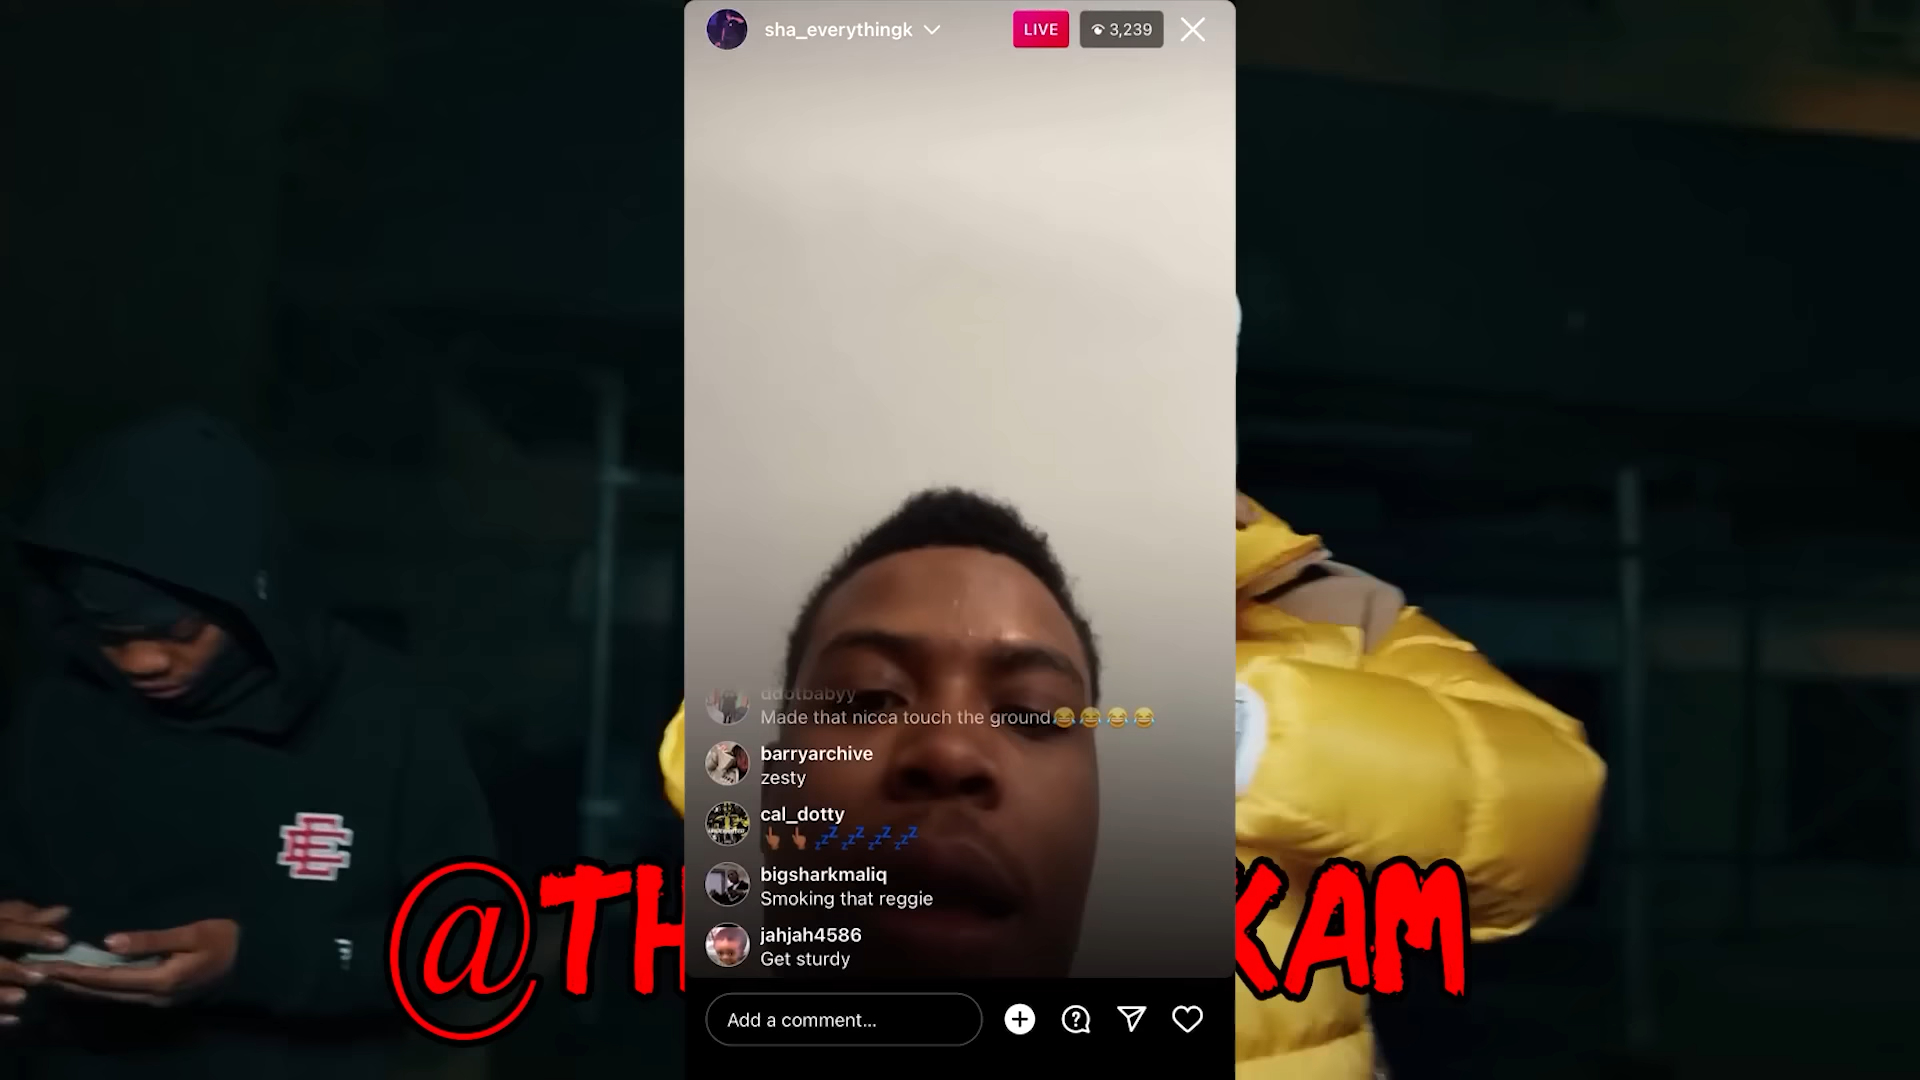 sha_everythingk
LIVE
3,239
ddotbabyy
Made that nicca touch the ground😂😂😂😂
barryarchive
zesty
cal_dotty
👆🏾👆🏾💤💤💤💤
bigsharkmaliq
Smoking that reggie
jahjah4586
Get sturdy
@TH
KAM
Add a comment...